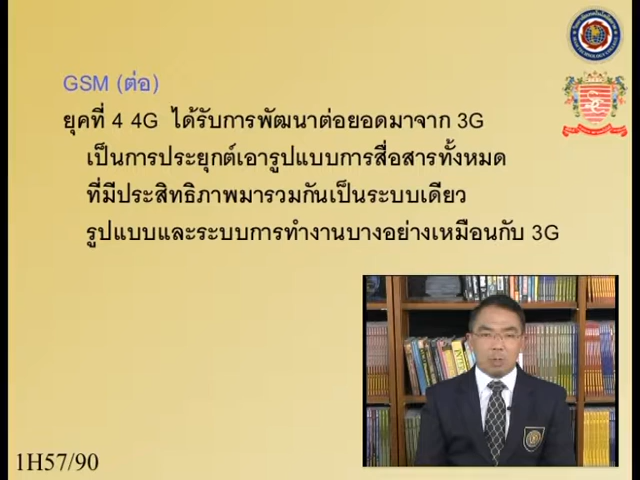 GSM (ต่อ)
ยุคที่ 4 4G ได้รับการพัฒนาต่อยอดมาจาก 3G
เป็นการประยุกต์เอารูปแบบการสื่อสารทั้งหมด
ที่มีประสิทธิภาพมารวมกันเป็นระบบเดียว
รูปแบบและระบบการทำงานบางอย่างเหมือนกับ 3G
1H57/90